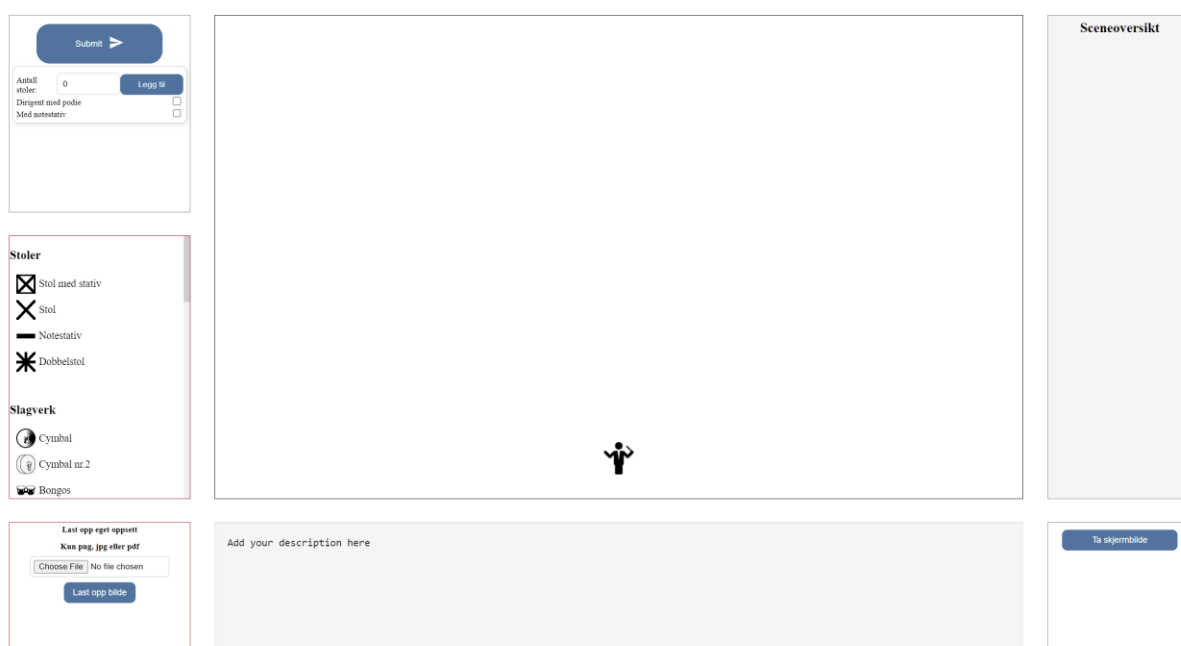 Submit
Antall
stoler:
0
Legg til
Dirigent med podie
Med notestativ
Stoler
Stol med stativ
Stol
Notestativ
Dobbelstol
Slagverk
Cymbal
Cymbal nr.2
Bongos
Last opp eget oppsett
Kun png, jpg eller pdf
Choose File No file chosen
Last opp bilde
Add your description here
Sceneoversikt
Ta skjermbilde